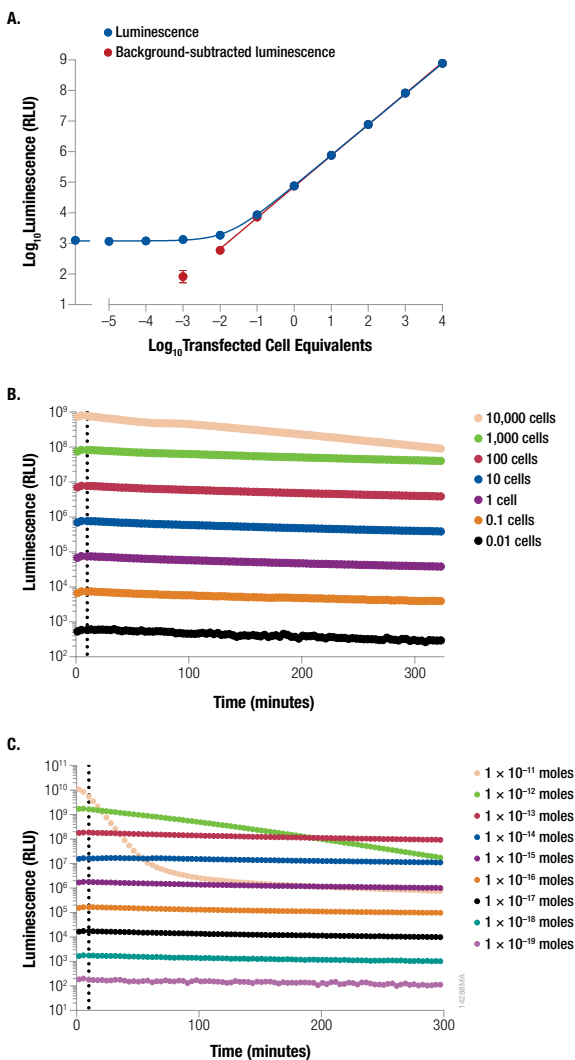 A.
Luminescence
Background-subtracted luminescence
Log10Luminescence (RLU)
9
8
7
6
5
4
3
2
1
–5 –4 –3 –2 –1 0 1 2 3 4
Log10Transfected Cell Equivalents
B.
Luminescence (RLU)
10⁹
10⁸
10⁷
10⁶
10⁵
10⁴
10³
10²
0 100 200 300
Time (minutes)
10,000 cells
1,000 cells
100 cells
10 cells
1 cell
0.1 cells
0.01 cells
C.
Luminescence (RLU)
10¹¹
10¹⁰
10⁹
10⁸
10⁷
10⁶
10⁵
10⁴
10³
10²
10¹
0 100 200 300
Time (minutes)
1 × 10⁻¹¹ moles
1 × 10⁻¹² moles
1 × 10⁻¹³ moles
1 × 10⁻¹⁴ moles
1 × 10⁻¹⁵ moles
1 × 10⁻¹⁶ moles
1 × 10⁻¹⁷ moles
1 × 10⁻¹⁸ moles
1 × 10⁻¹⁹ moles
14288MA